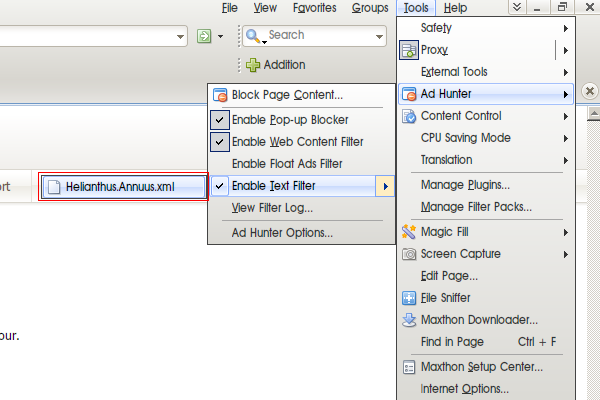 File View Favorites Groups Tools Help
Search
Addition
Safety
Proxy
External Tools
Ad Hunter
Content Control
CPU Saving Mode
Translation
Manage Plugins...
Manage Filter Packs...
Magic Fill
Screen Capture
Edit Page...
File Sniffer
Maxthon Downloader...
Find in Page Ctrl + F
Maxthon Setup Center...
Internet Options...
Block Page Content...
Enable Pop-up Blocker
Enable Web Content Filter
Enable Float Ads Filter
Enable Text Filter
View Filter Log...
Ad Hunter Options...
Helianthus.Annuus.xml
ort
our.